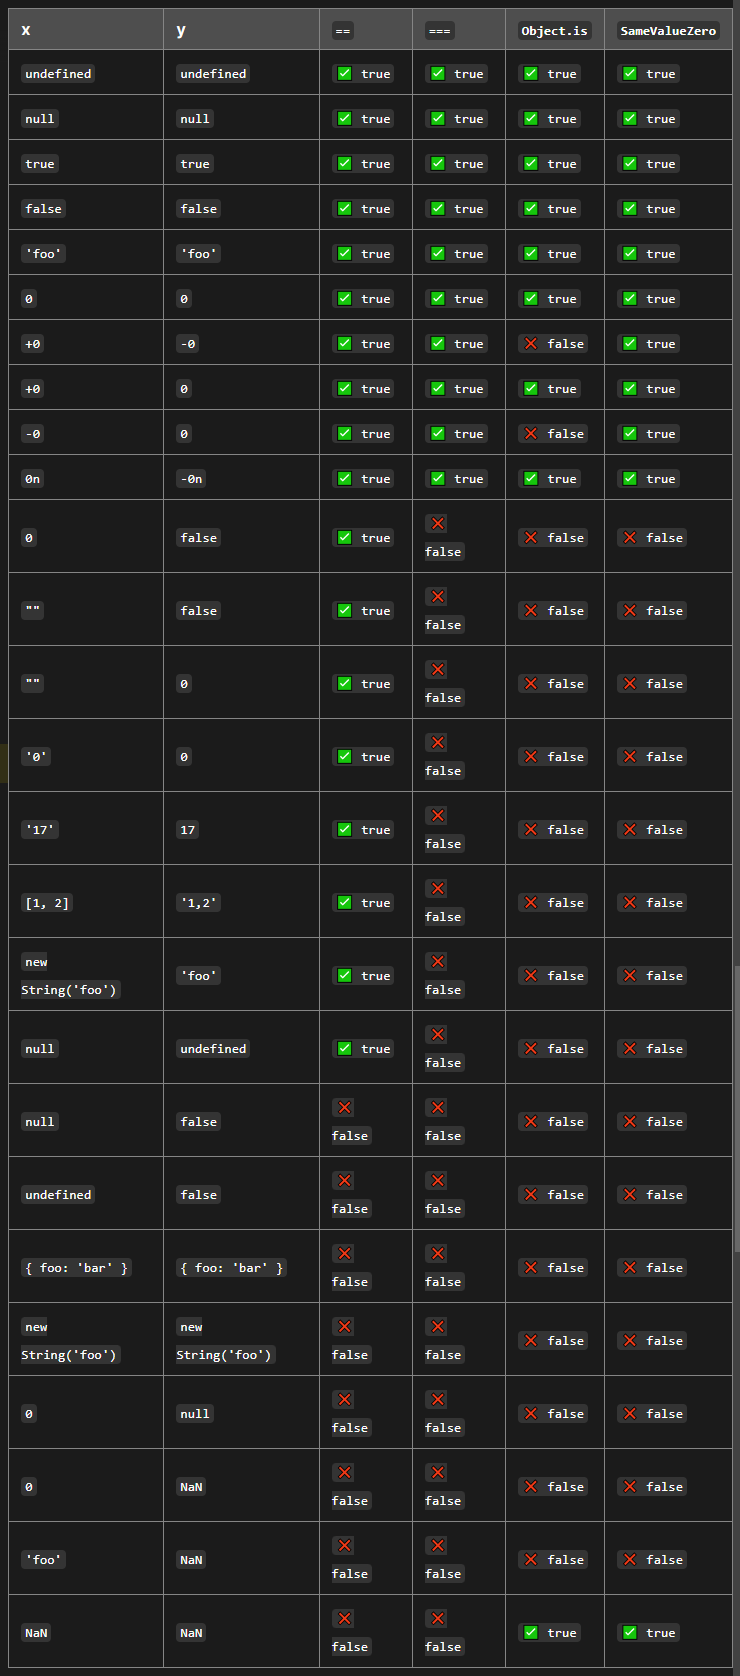 x y == === Object.is SameValueZero
undefined undefined ✅ true ✅ true ✅ true ✅ true
null null ✅ true ✅ true ✅ true ✅ true
true true ✅ true ✅ true ✅ true ✅ true
false false ✅ true ✅ true ✅ true ✅ true
'foo' 'foo' ✅ true ✅ true ✅ true ✅ true
0 0 ✅ true ✅ true ✅ true ✅ true
+0 -0 ✅ true ✅ true ❌ false ✅ true
+0 0 ✅ true ✅ true ✅ true ✅ true
-0 0 ✅ true ✅ true ❌ false ✅ true
0n -0n ✅ true ✅ true ✅ true ✅ true
0 false ✅ true ❌ false ❌ false ❌ false
"" false ✅ true ❌ false ❌ false ❌ false
"" 0 ✅ true ❌ false ❌ false ❌ false
'0' 0 ✅ true ❌ false ❌ false ❌ false
'17' 17 ✅ true ❌ false ❌ false ❌ false
[1, 2] '1,2' ✅ true ❌ false ❌ false ❌ false
new String('foo') 'foo' ✅ true ❌ false ❌ false ❌ false
null undefined ✅ true ❌ false ❌ false ❌ false
null false ❌ false ❌ false ❌ false ❌ false
undefined false ❌ false ❌ false ❌ false ❌ false
{ foo: 'bar' } { foo: 'bar' } ❌ false ❌ false ❌ false ❌ false
new String('foo') new String('foo') ❌ false ❌ false ❌ false ❌ false
0 null ❌ false ❌ false ❌ false ❌ false
0 NaN ❌ false ❌ false ❌ false ❌ false
'foo' NaN ❌ false ❌ false ❌ false ❌ false
NaN NaN ❌ false ❌ false ✅ true ✅ true